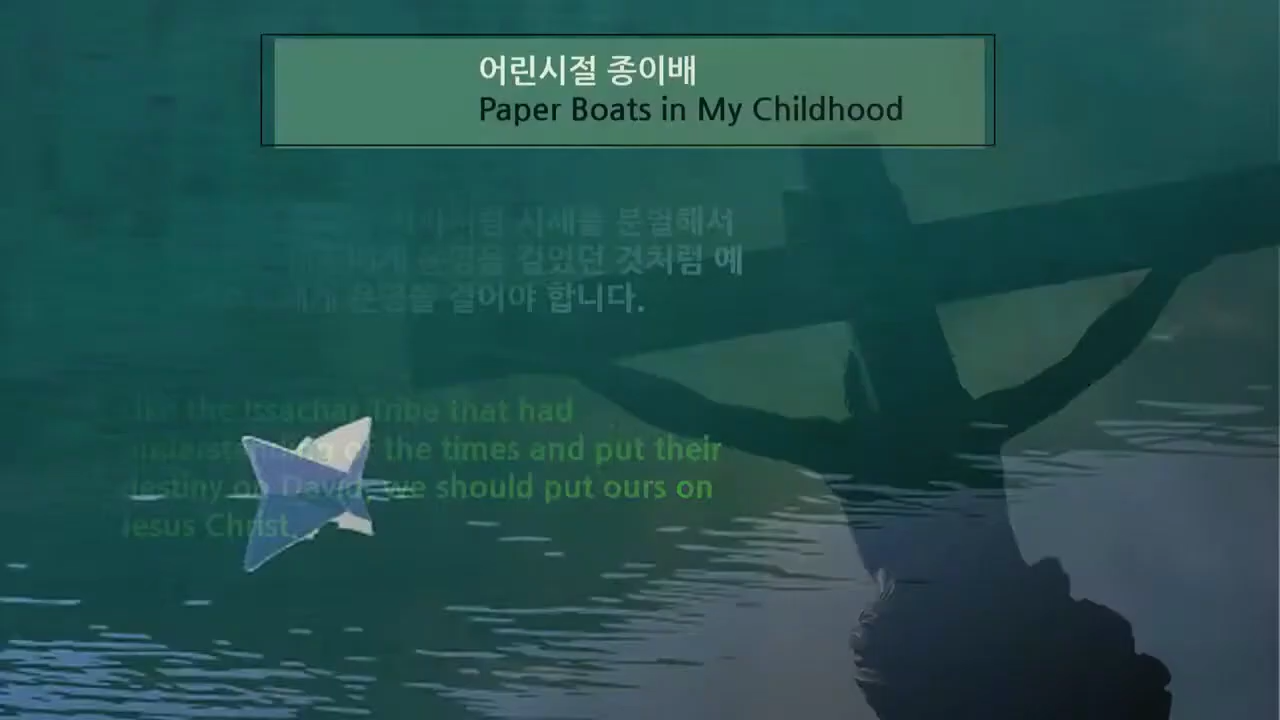 어린시절 종이배
Paper Boats in My Childhood
시세를 분별해서
운명을 걸었던 것처럼 예
운명을 걸어야 합니다.
the Issachar Tribe that had
understanding of the times and put their
destiny on David, we should put ours on
Jesus Christ.